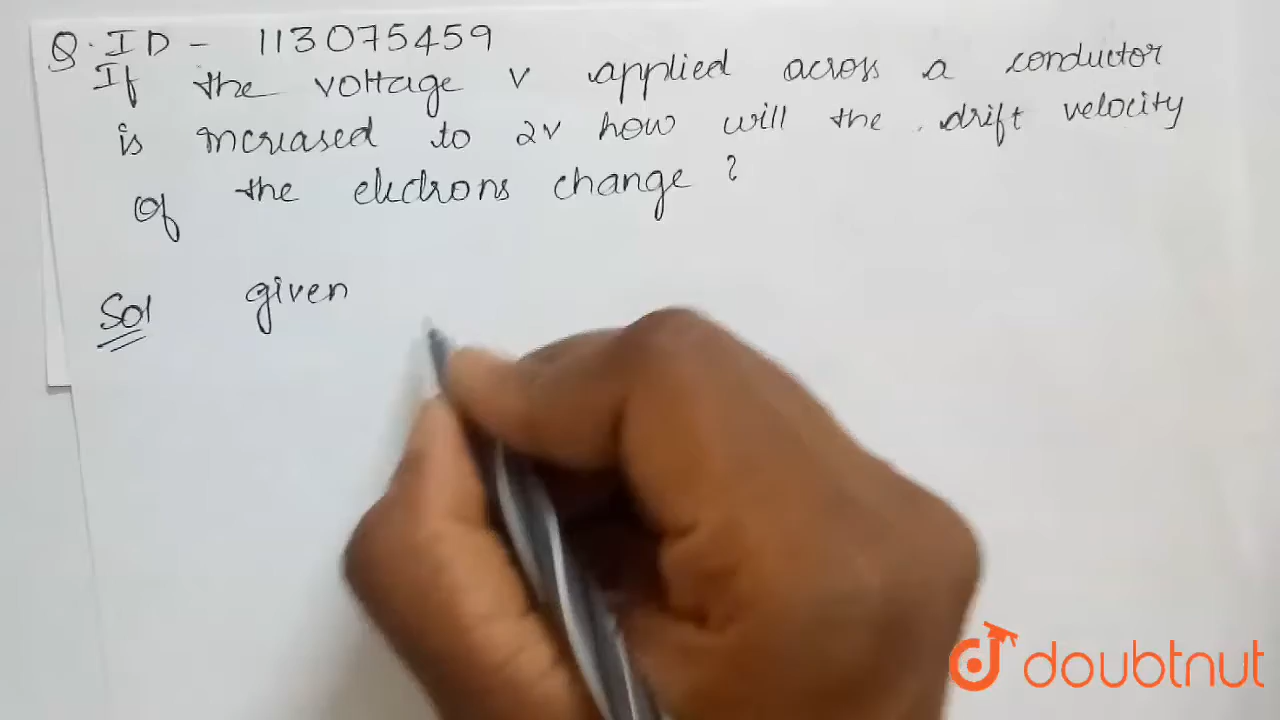 Q. ID - 113075459
If the voltage V applied across a conductor
is increased to 2V how will the drift velocity
of the electrons change ?
Sol given
doubtnut